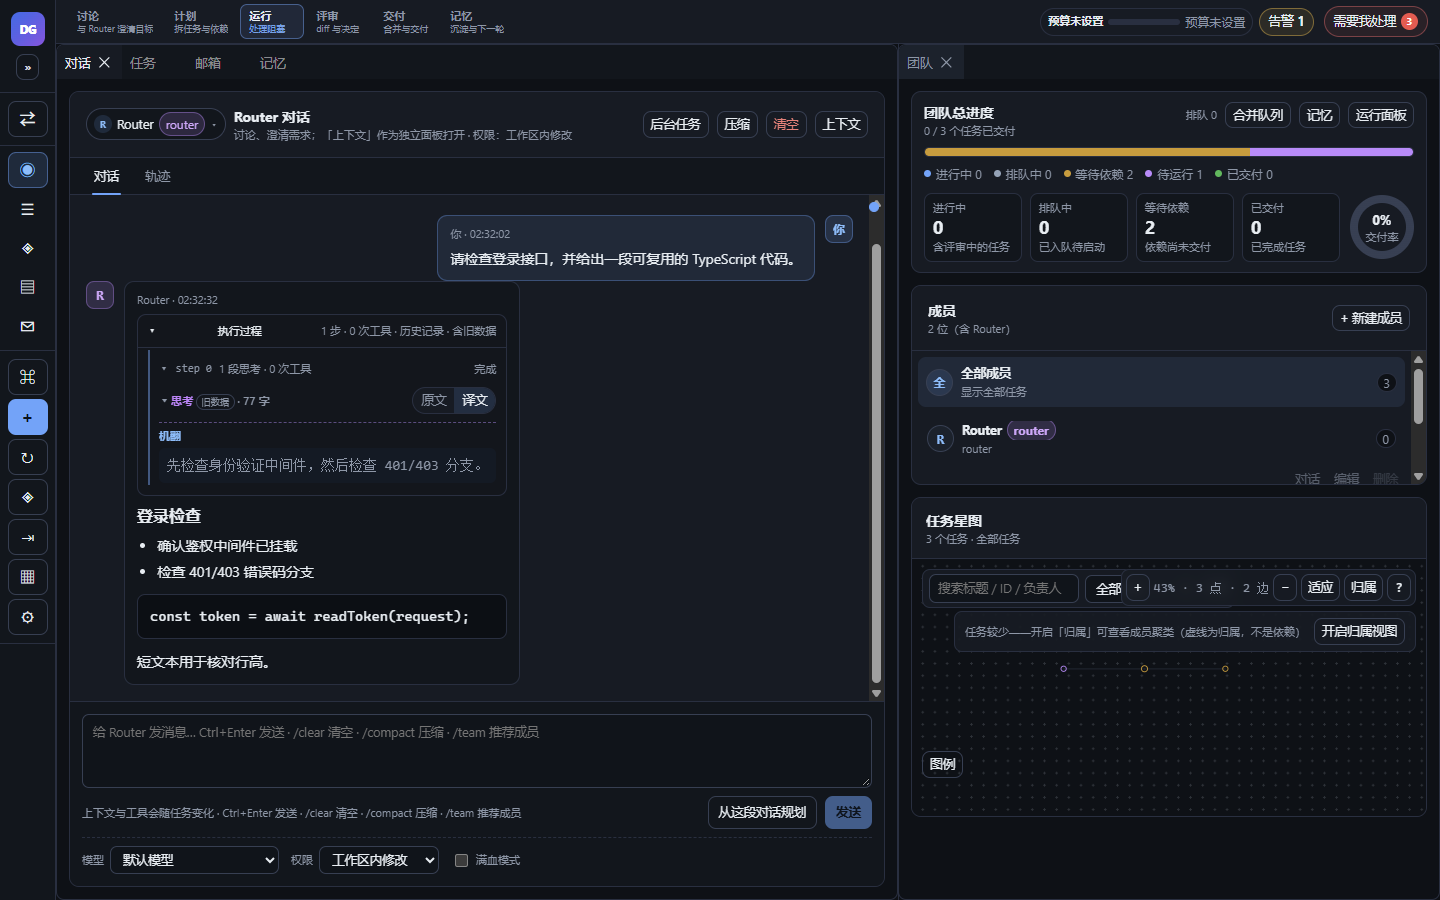 DG
»
讨论
与 Router 澄清目标
计划
拆任务与依赖
运行
处理阻塞
评审
diff 与决定
交付
合并与交付
记忆
沉淀与下一轮
预算未设置
预算未设置
告警 1
需要我处理 3
对话
任务
邮箱
记忆
R Router router
Router 对话
讨论、澄清需求；「上下文」作为独立面板打开 · 权限：工作区内修改
后台任务
压缩
清空
上下文
对话
轨迹
你 · 02:32:02
请检查登录接口，并给出一段可复用的 TypeScript 代码。
你
R
Router · 02:32:32
执行过程
1 步 · 0 次工具 · 历史记录 · 含旧数据
step 0 1 段思考 · 0 次工具
完成
思考 旧数据 · 77 字
原文
译文
机翻
先检查身份验证中间件，然后检查 401/403 分支。
登录检查
• 确认鉴权中间件已挂载
• 检查 401/403 错误码分支
const token = await readToken(request);
短文本用于核对行高。
给 Router 发消息... Ctrl+Enter 发送 · /clear 清空 · /compact 压缩 · /team 推荐成员
上下文与工具会随任务变化 · Ctrl+Enter 发送 · /clear 清空 · /compact 压缩 · /team 推荐成员
从这段对话规划
发送
模型
默认模型
权限
工作区内修改
满血模式
团队
团队总进度
0 / 3 个任务已交付
排队 0
合并队列
记忆
运行面板
进行中 0
排队中 0
等待依赖 2
待运行 1
已交付 0
进行中
0
含评审中的任务
排队中
0
已入队待启动
等待依赖
2
依赖尚未交付
已交付
0
已完成任务
0%
交付率
成员
2 位（含 Router）
+ 新建成员
全
全部成员
显示全部任务
3
R
Router router
router
0
对话
编辑
删除
任务星图
3 个任务 · 全部任务
搜索标题 / ID / 负责人
全部
+
43% · 3 点 · 2 边
−
适应
归属
?
任务较少——开启「归属」可查看成员聚类（虚线为归属，不是依赖）
开启归属视图
图例